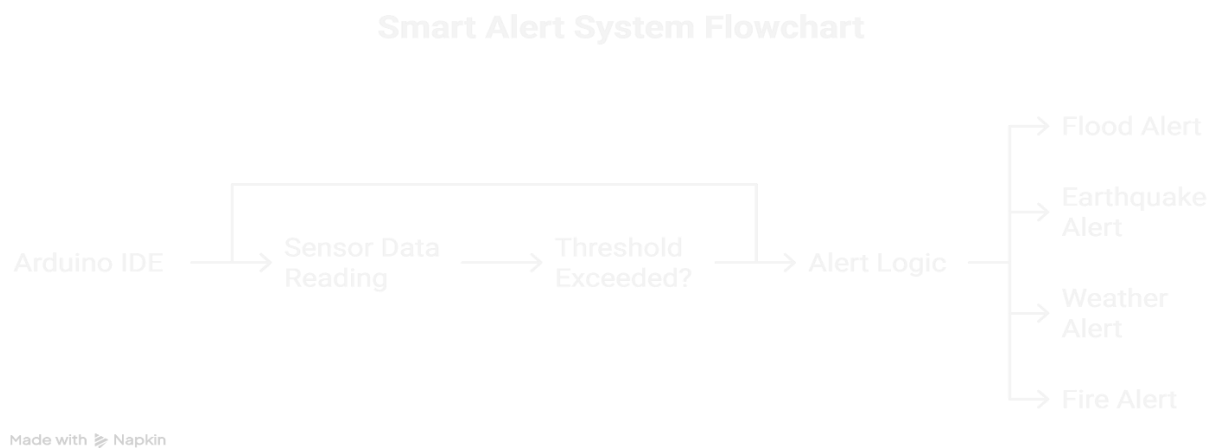 Smart Alert System Flowchart
Flood Alert
Earthquake
Alert
Arduino IDE
Sensor Data
Reading
Threshold
Exceeded?
Alert Logic
Weather
Alert
Fire Alert
Made with Napkin